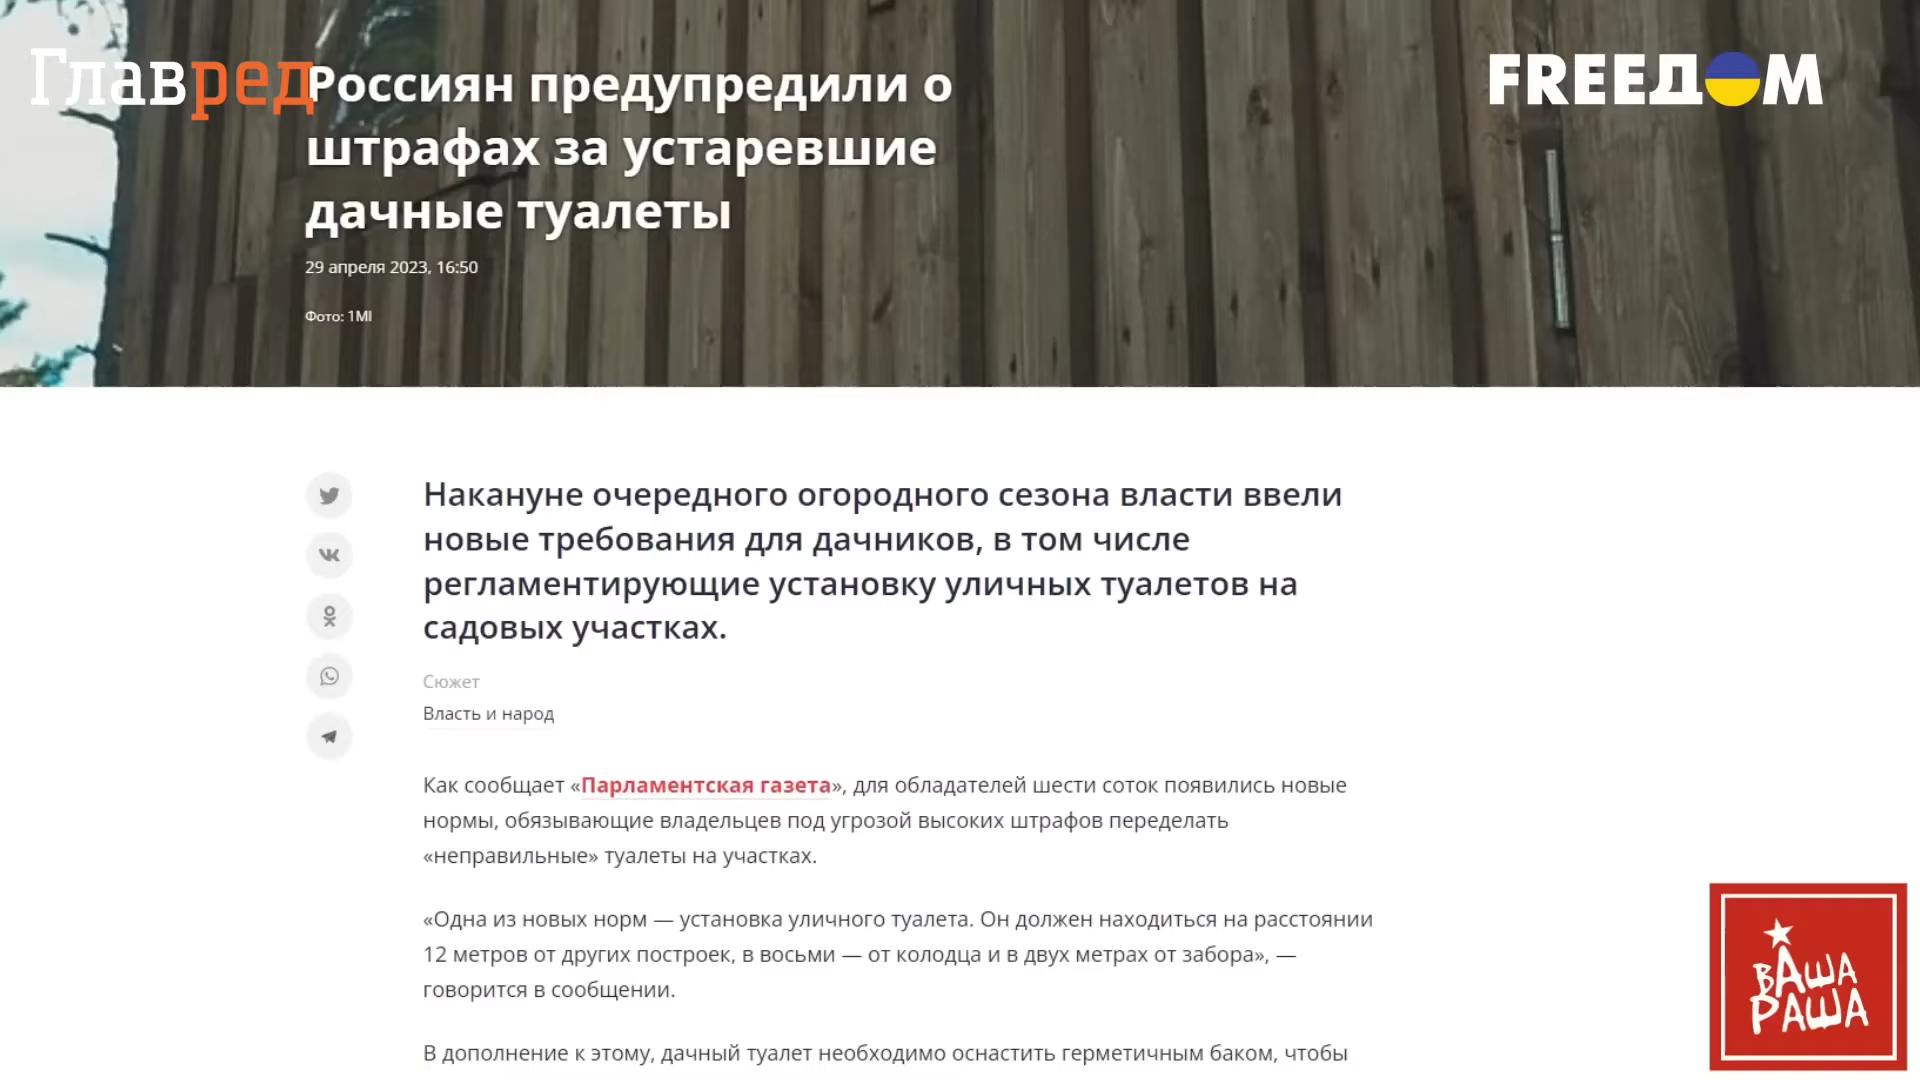 Главред
FREEДОМ
Россиян предупредили о
штрафах за устаревшие
дачные туалеты
29 апреля 2023, 16:50
Фото: 1MI
Накануне очередного огородного сезона власти ввели
новые требования для дачников, в том числе
регламентирующие установку уличных туалетов на
садовых участках.
Сюжет
Власть и народ
Как сообщает «Парламентская газета», для обладателей шести соток появились новые
нормы, обязывающие владельцев под угрозой высоких штрафов переделать
«неправильные» туалеты на участках.
«Одна из новых норм — установка уличного туалета. Он должен находиться на расстоянии
12 метров от других построек, в восьми — от колодца и в двух метрах от забора», —
говорится в сообщении.
В дополнение к этому, дачный туалет необходимо оснастить герметичным баком, чтобы
ВАША
РАША